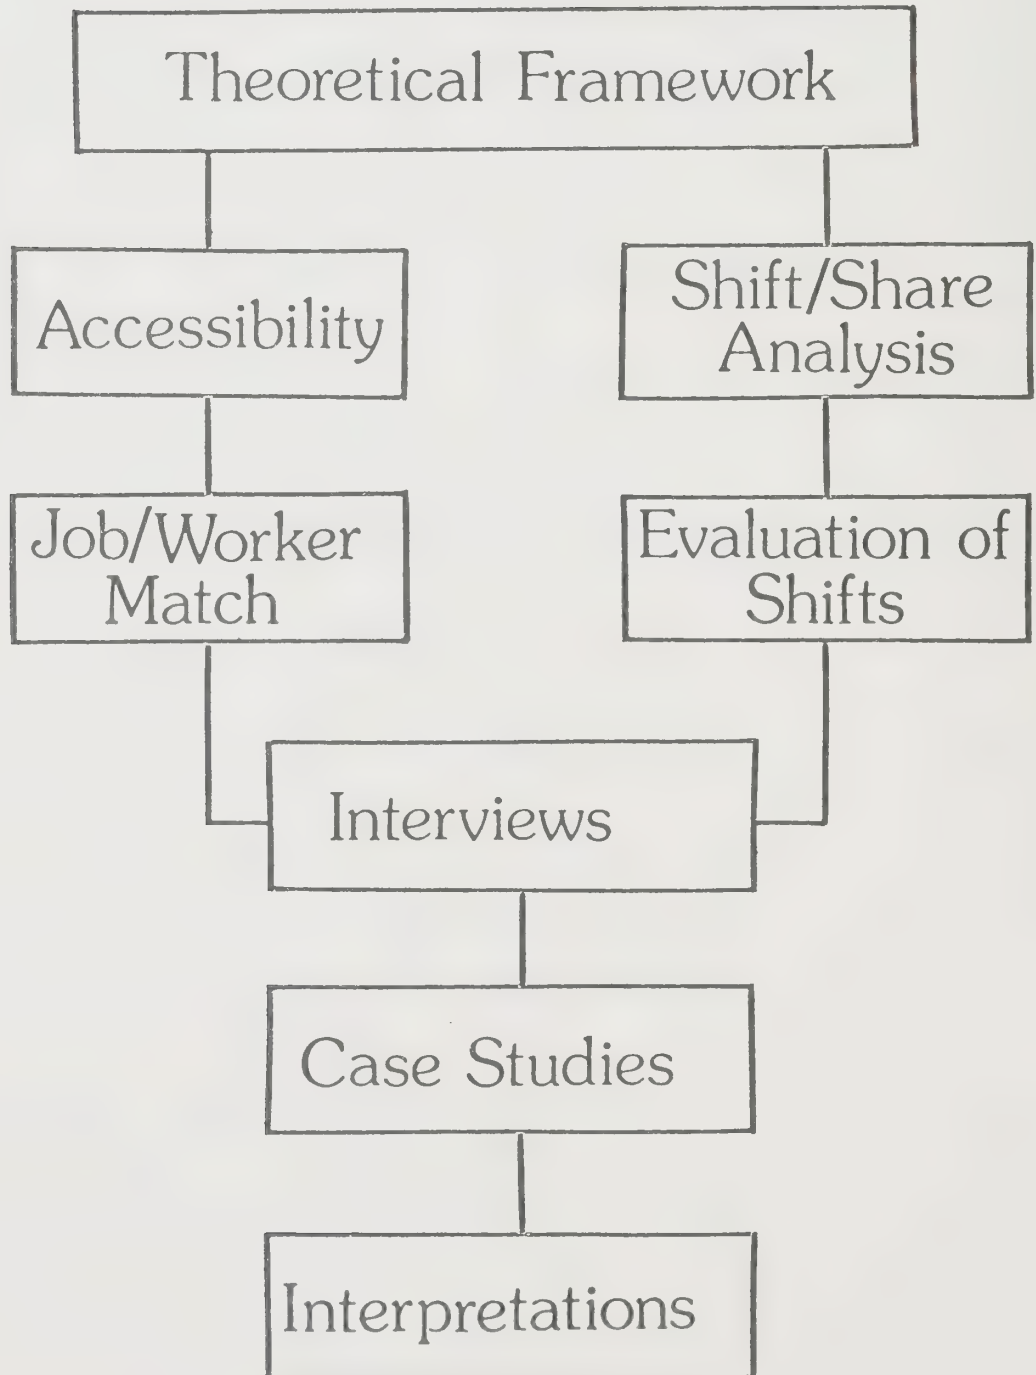 Theoretical Framework
Accessibility
Shift/Share
Analysis
Job/Worker
Match
Evaluation of
Shifts
Interviews
Case Studies
Interpretations